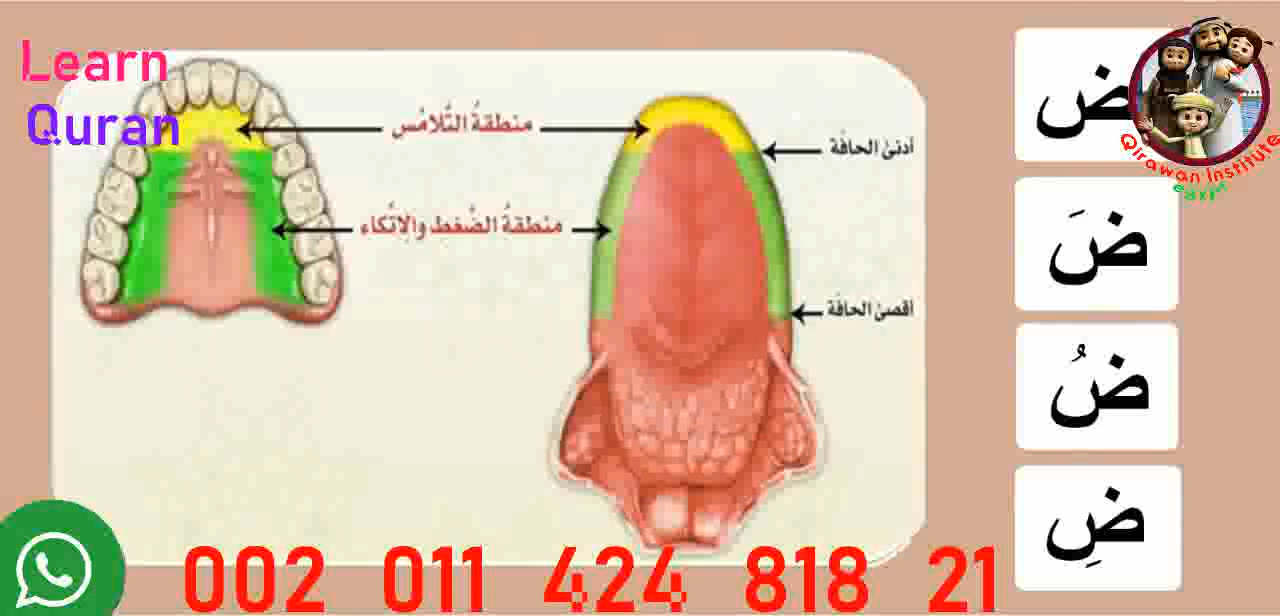 Learn
Quran
منطقةُ التَّلامُس
أدنىٰ الحافَة
منطقةُ الضَّغطِ والاِتّكاء
أقصىٰ الحافَة
ض
ضَ
ضُ
ضِ
Qirawan Institute
002 011 424 818 21